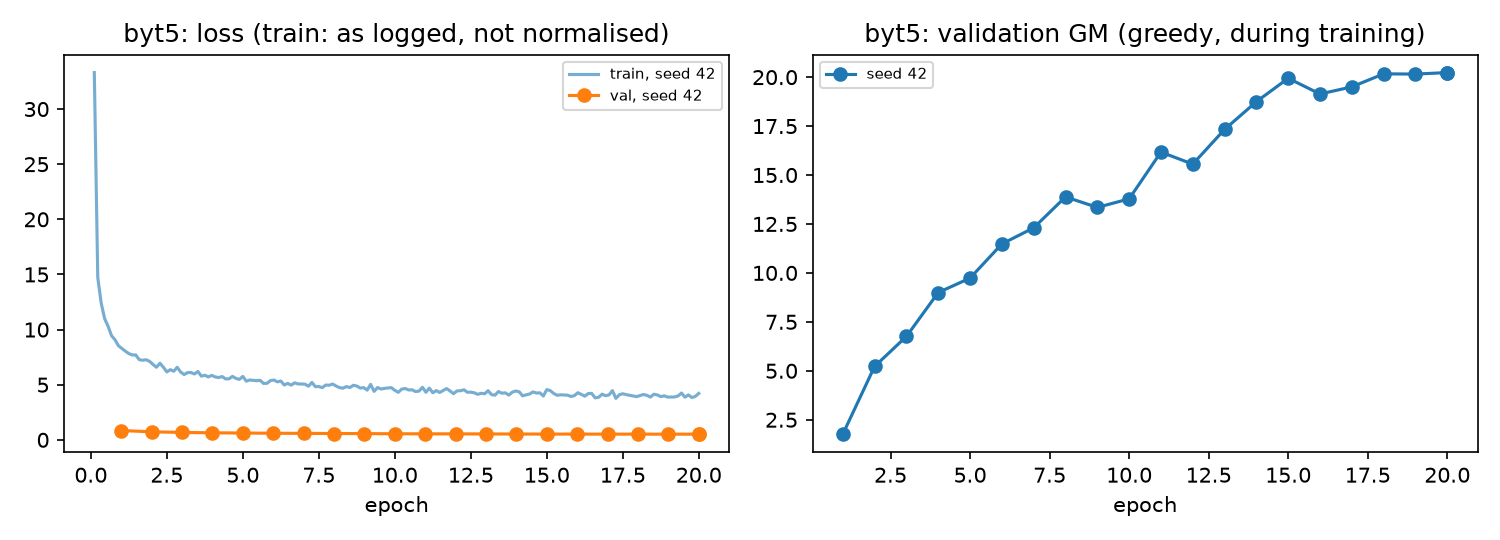 byt5: loss (train: as logged, not normalised)
train, seed 42
val, seed 42
30
25
20
15
10
5
0
0.0 2.5 5.0 7.5 10.0 12.5 15.0 17.5 20.0
epoch
byt5: validation GM (greedy, during training)
seed 42
20.0
17.5
15.0
12.5
10.0
7.5
5.0
2.5
2.5 5.0 7.5 10.0 12.5 15.0 17.5 20.0
epoch